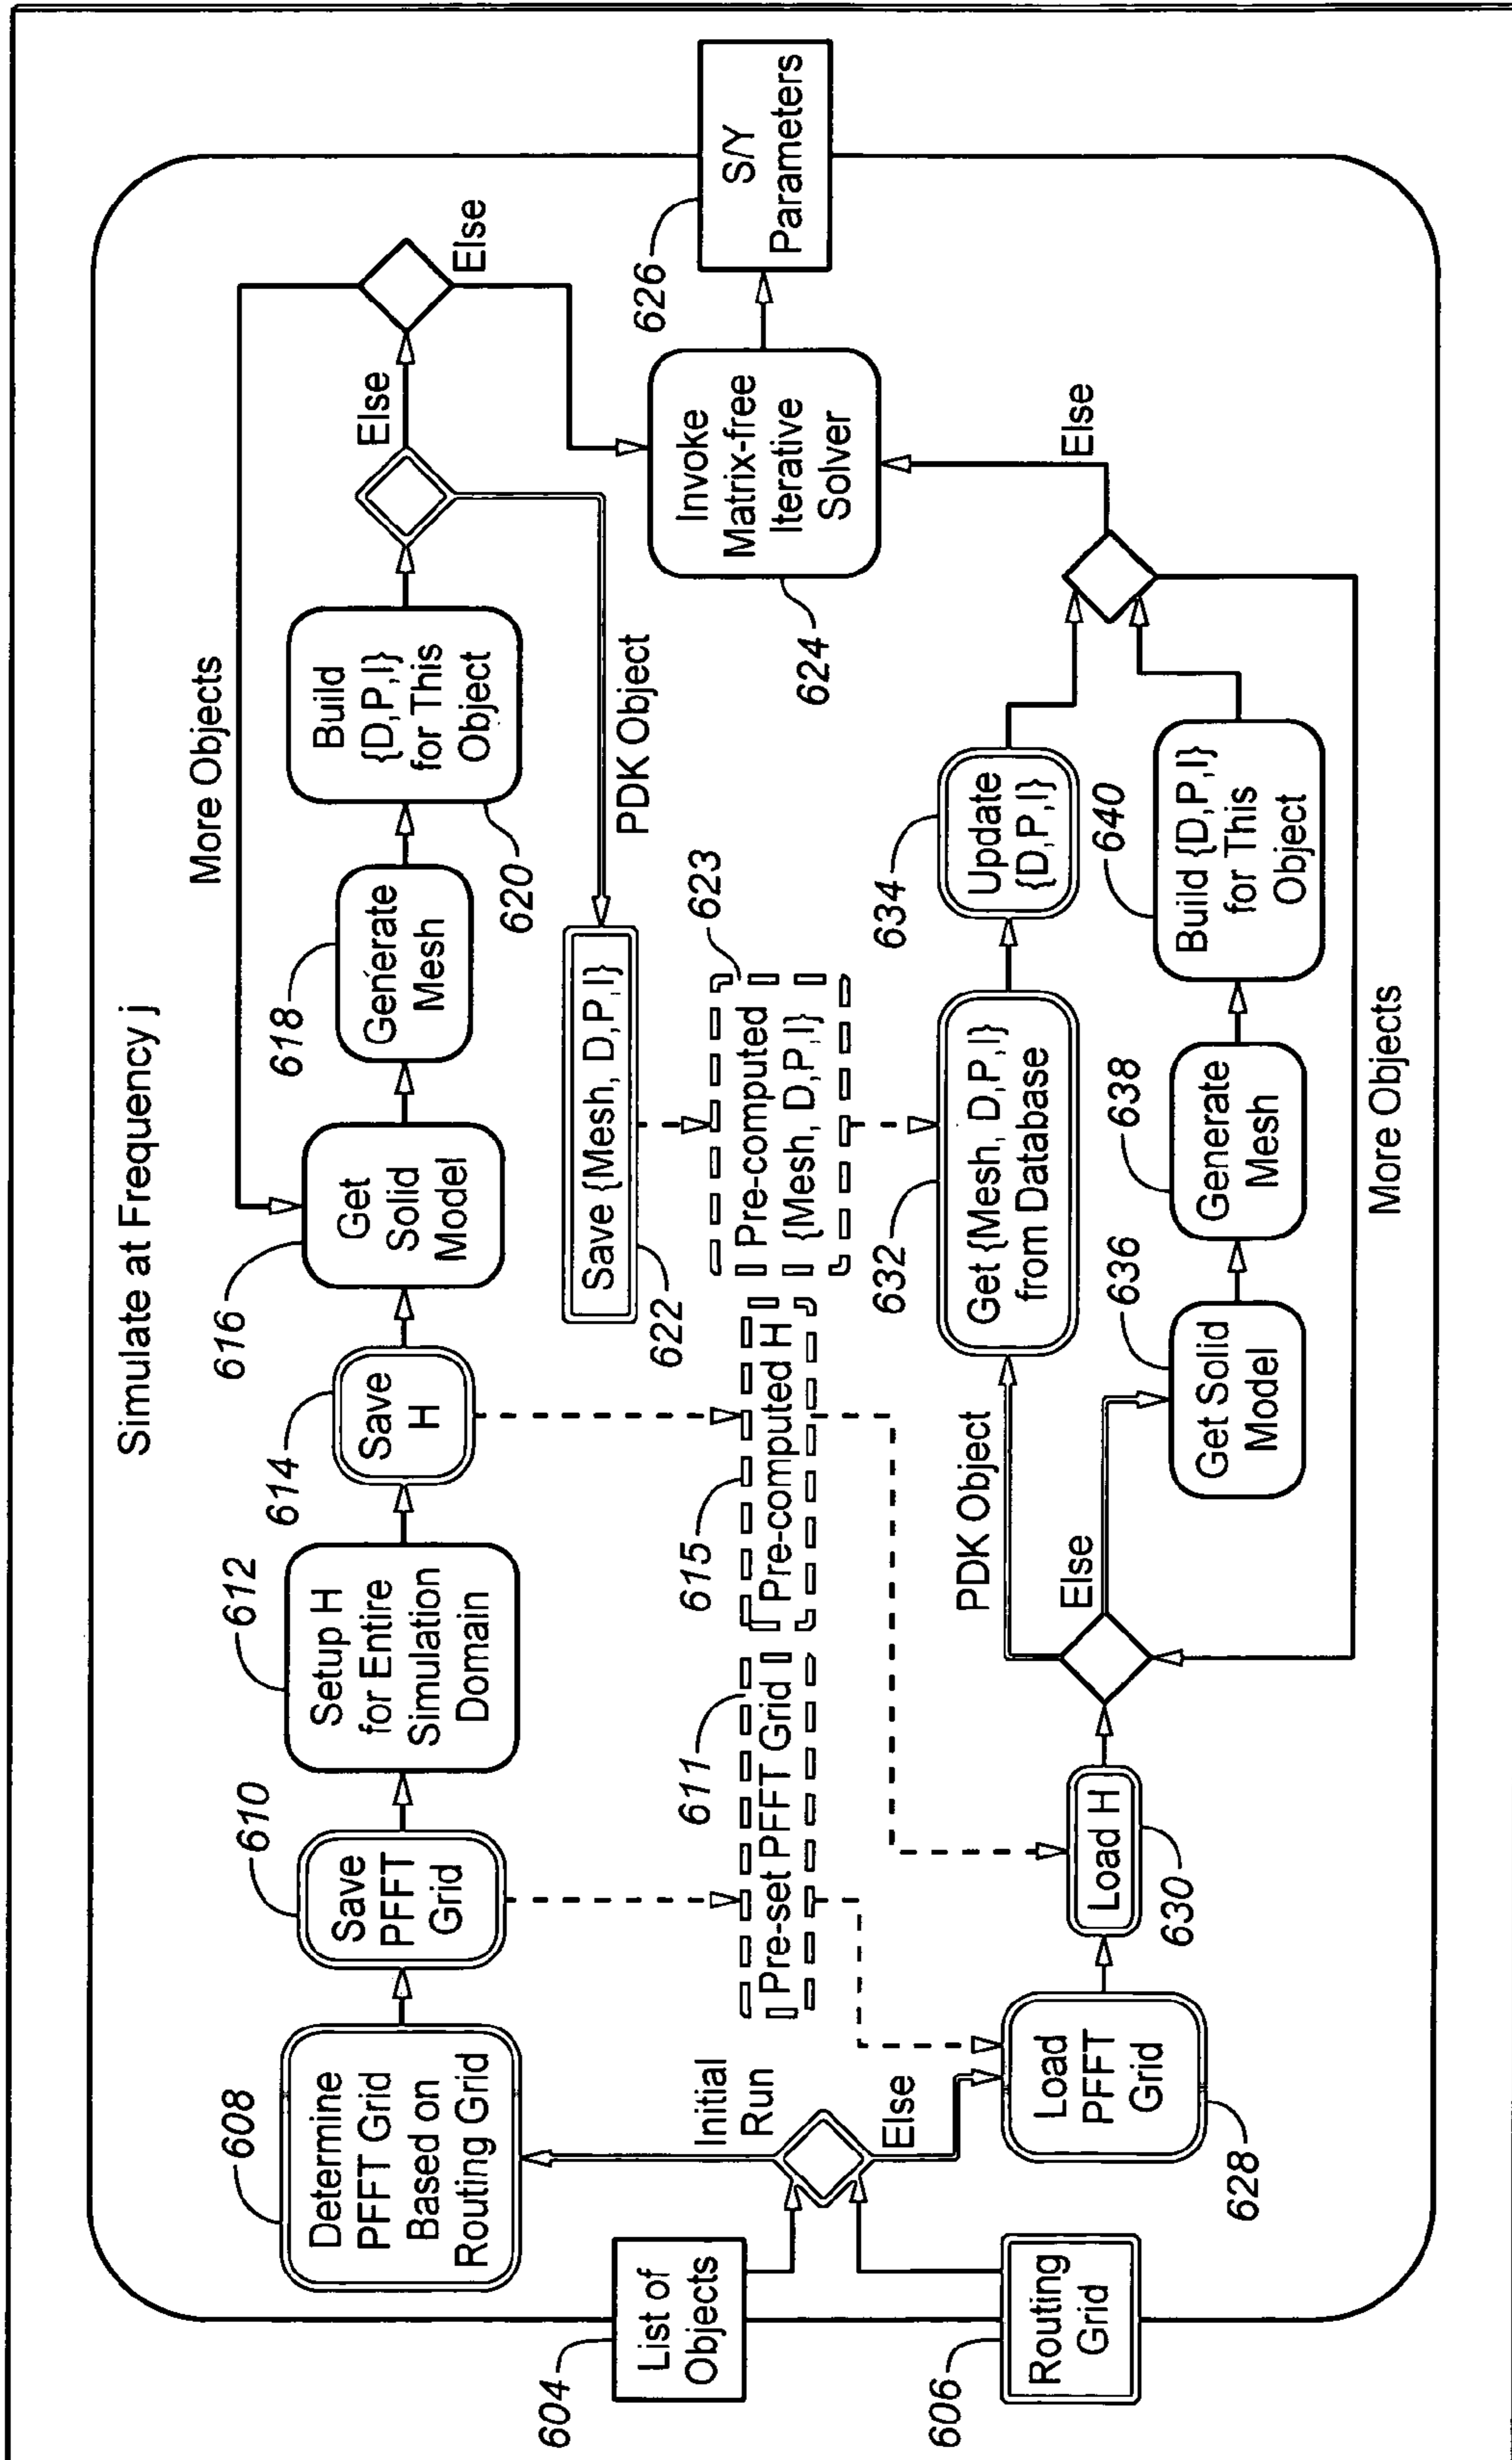 Simulate at Frequency j
More Objects
608
Determine
PFFT Grid
Based on
Routing Grid
610
Save
PFFT
Grid
612
Setup H
for Entire
Simulation
Domain
614
Save
H
616
Get
Solid
Model
618
Generate
Mesh
620
Build
{D,P,I}
for This
Object
Else
Else
PDK Object
622
Save {Mesh, D,P,I}
604
List of
Objects
606
Routing
Grid
Initial
Run
Else
611
Pre-set PFFT Grid
615
Pre-computed H
623
Pre-computed
{Mesh, D,P,I}
624
Invoke
Matrix-free
Iterative
Solver
626
S/Y
Parameters
628
Load
PFFT
Grid
630
Load H
PDK Object
Else
632
Get {Mesh, D,P,I}
from Database
634
Update
{D,P,I}
636
Get Solid
Model
638
Generate
Mesh
640
Build {D,P,I}
for This
Object
Else
More Objects